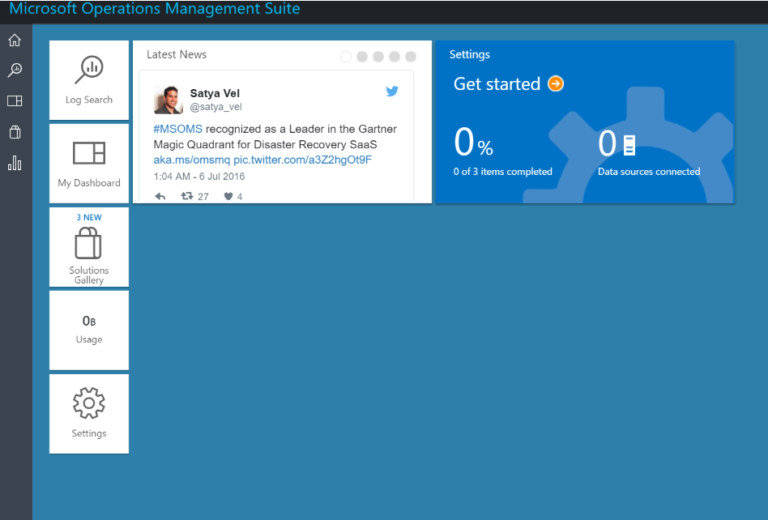 Microsoft Operations Management Suite
Log Search
My Dashboard
3 NEW
Solutions
Gallery
0B
Usage
Settings
Latest News
Satya Vel
@satya_vel
#MSOMS recognized as a Leader in the Gartner
Magic Quadrant for Disaster Recovery SaaS
aka.ms/omsmq pic.twitter.com/a3Z2hgOt9F
1:04 AM - 6 Jul 2016
27
4
Settings
Get started
0 %
0 of 3 items completed
0
Data sources connected